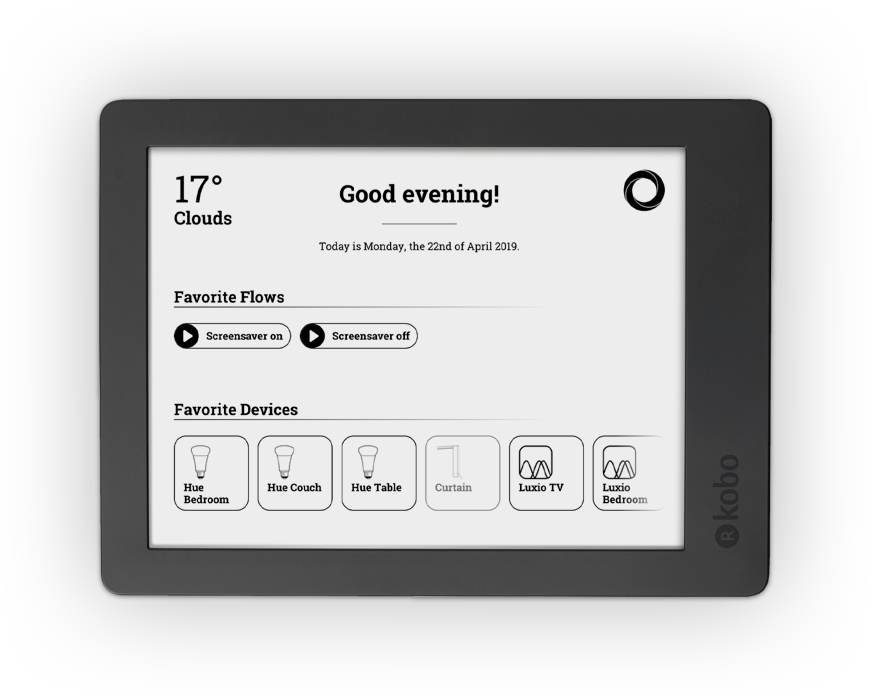 17°
Clouds
Good evening!
Today is Monday, the 22nd of April 2019.
Favorite Flows
Screensaver on
Screensaver off
Favorite Devices
Hue
Bedroom
Hue Couch
Hue Table
Curtain
Luxio TV
Luxio
Bedroom
R kobo